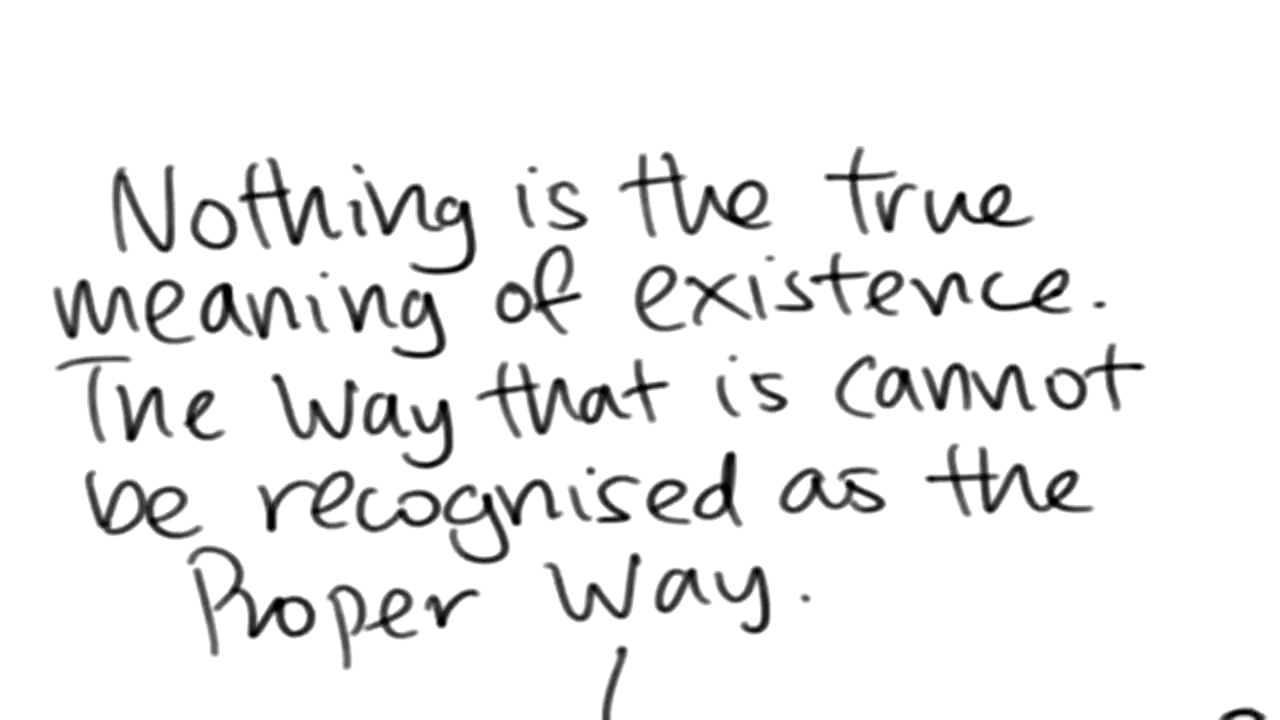 Nothing is the true
meaning of existence.
The way that is cannot
be recognised as the
Proper way.